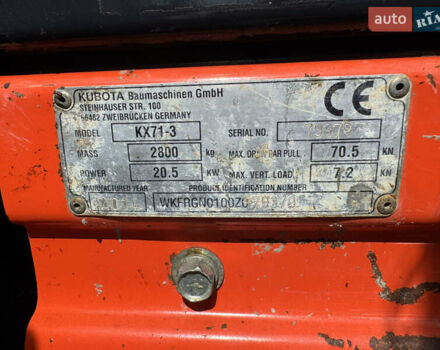 AUTO RIA
KUBOTA Baumaschinen GmbH
STEINHAUSER STR. 100
66482 ZWEIBRÜCKEN GERMANY
CE
MODEL KX71-3 SERIAL NO.
MASS 2800 kg MAX. DRAWBAR PULL 70.5 KN
POWER 20.5 KW MAX. VERT. LOAD 7.2 KN
MANUFACTURED YEAR PRODUCT IDENTIFICATION NUMBER